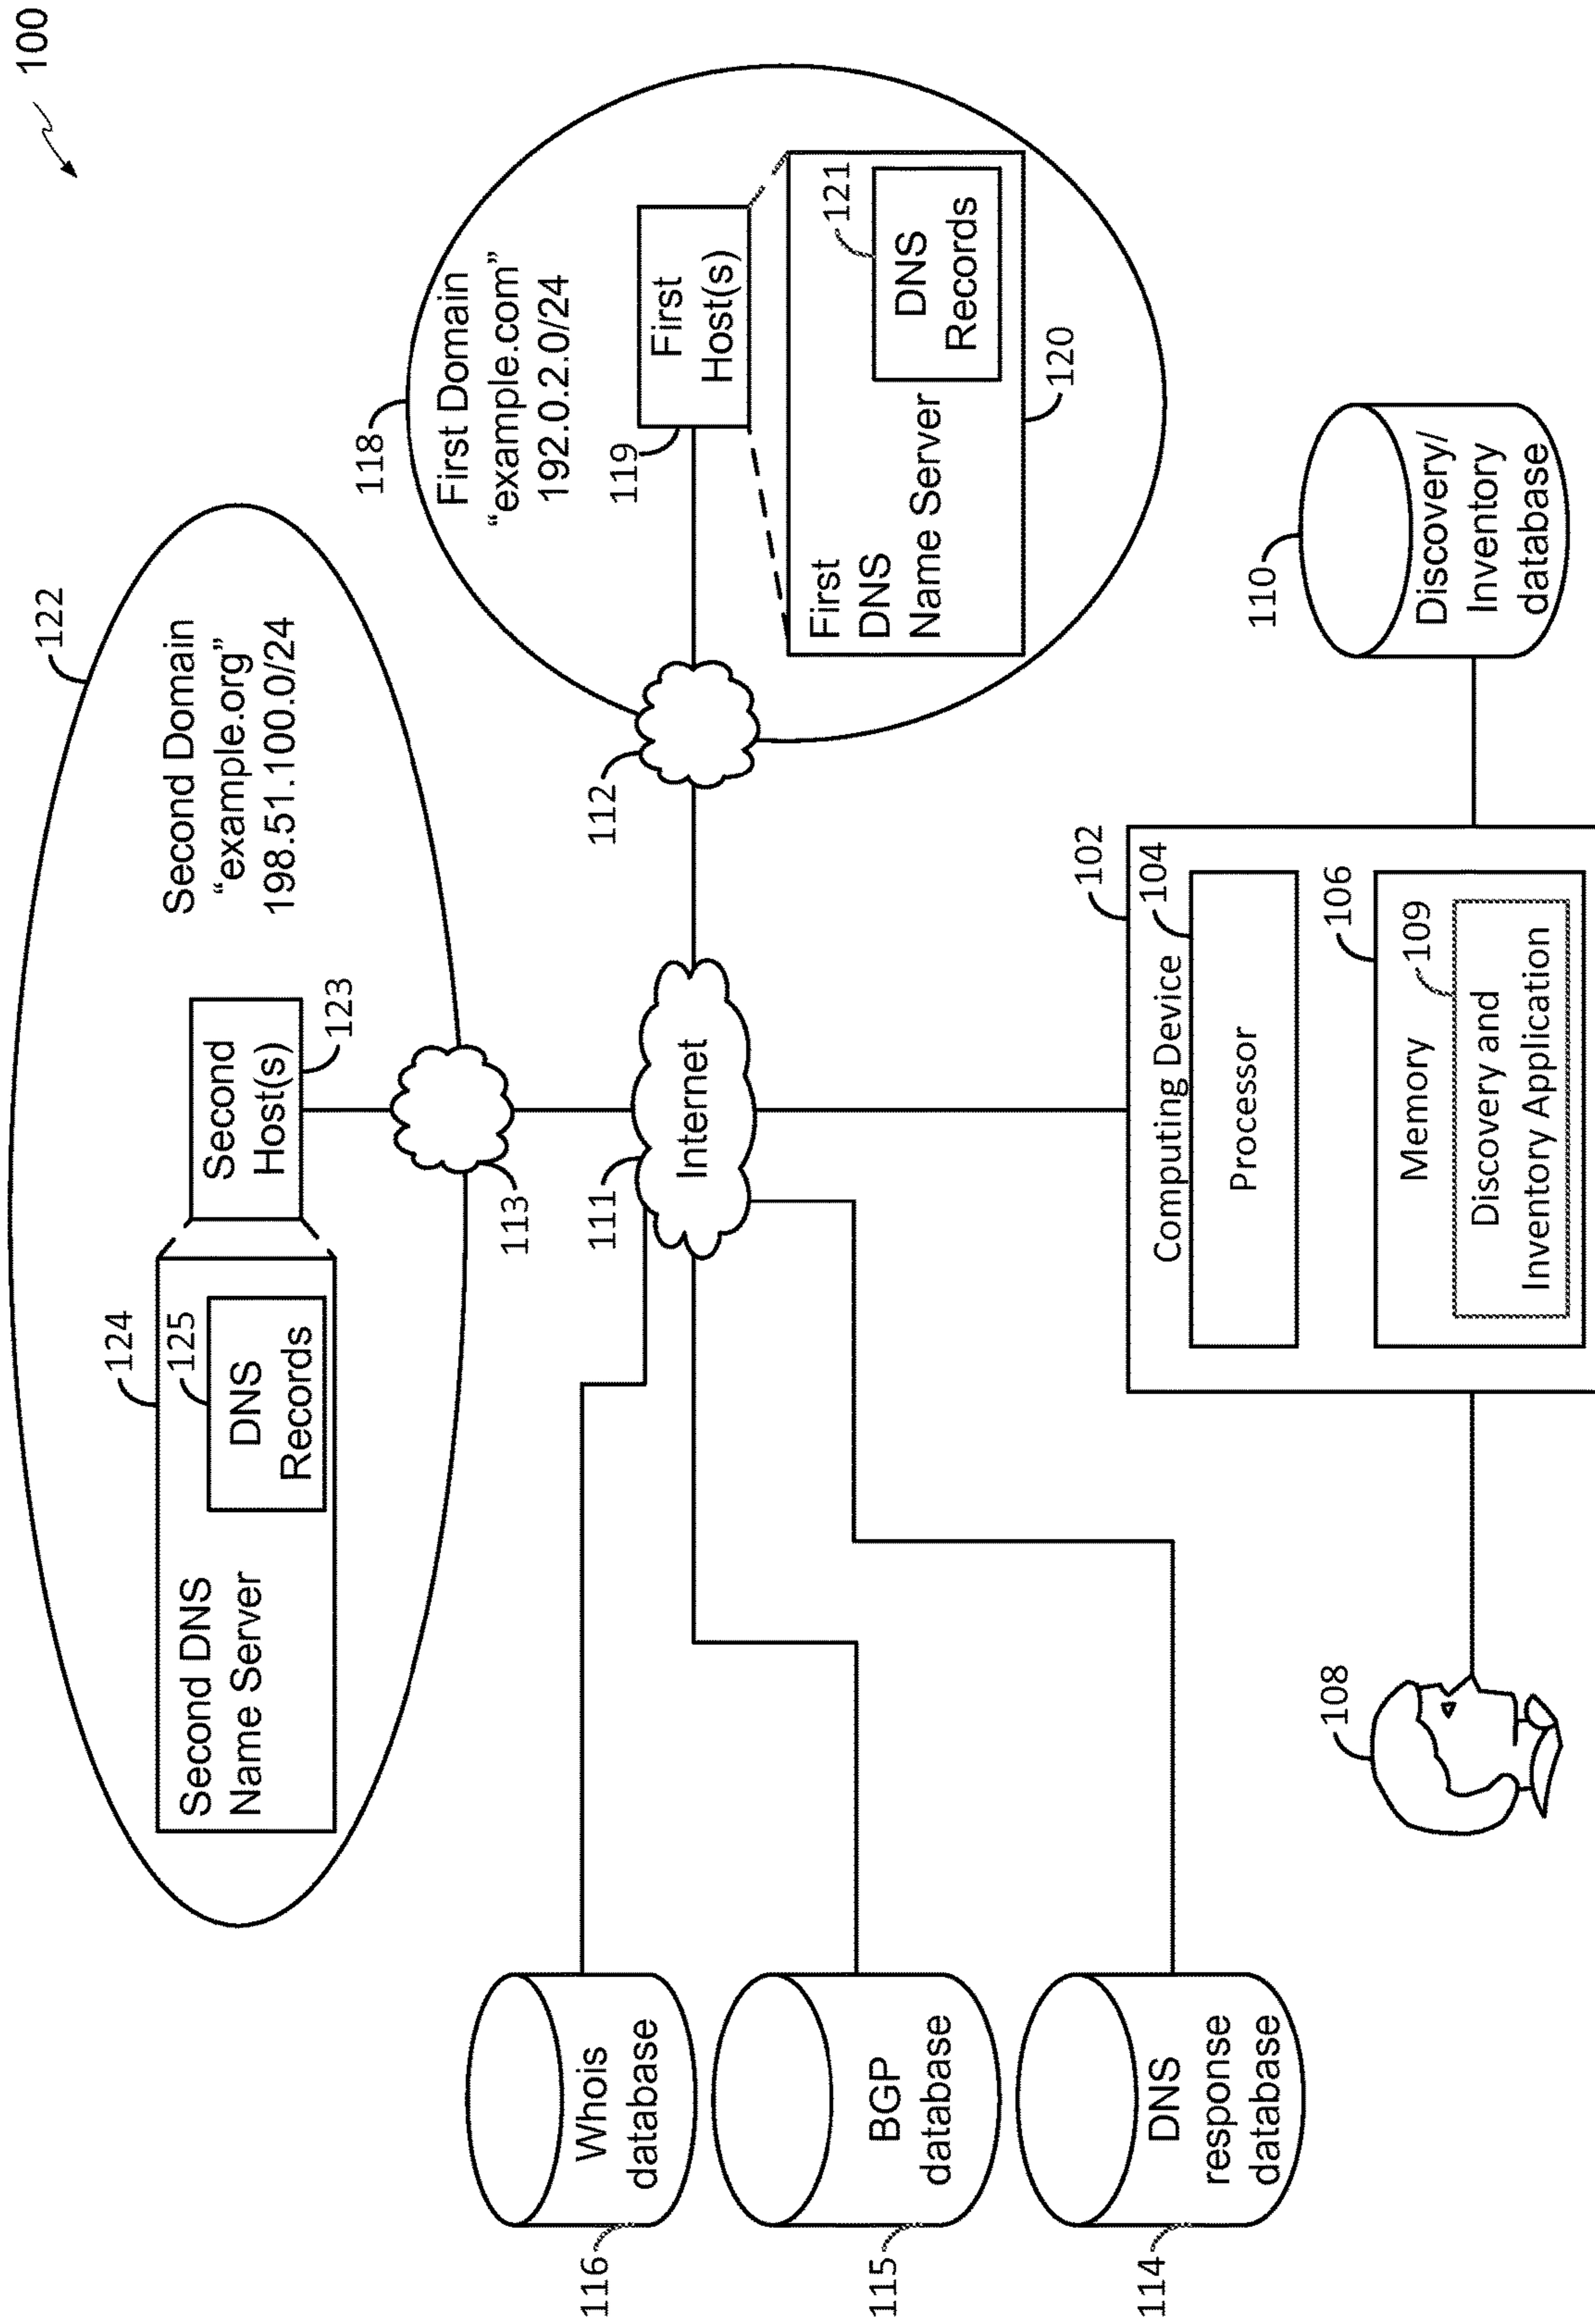 100
122
Second Domain
“example.org”
198.51.100.0/24
124
125
Second DNS
Name Server
DNS
Records
Second
Host(s)
123
113
118
First Domain
“example.com”
192.0.2.0/24
119
First
Host(s)
112
First
DNS
Name Server
121
DNS
Records
120
111
Internet
116
Whois
database
115
BGP
database
114
DNS
response
database
108
102
Computing Device
104
Processor
106
Memory
109
Discovery and
Inventory Application
110
Discovery/
Inventory
database